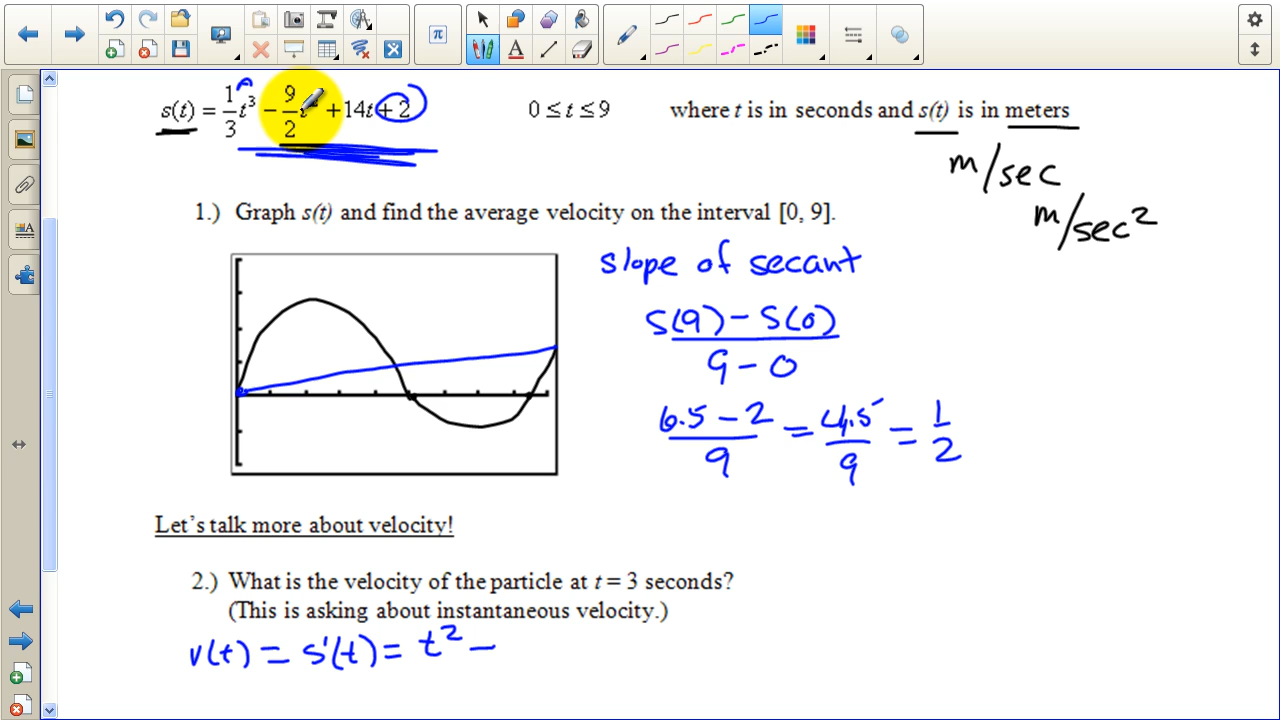 s(t) = 1/3 t³ − 9/2 t² + 14t + 2 0 ≤ t ≤ 9 where t is in seconds and s(t) is in meters
m/sec
m/sec²
1.) Graph s(t) and find the average velocity on the interval [0, 9].
slope of secant
s(9) − s(0) / 9 − 0
6.5 − 2 / 9 = 4.5 / 9 = 1/2
Let's talk more about velocity!
2.) What is the velocity of the particle at t = 3 seconds?
(This is asking about instantaneous velocity.)
v(t) = s'(t) = t² −